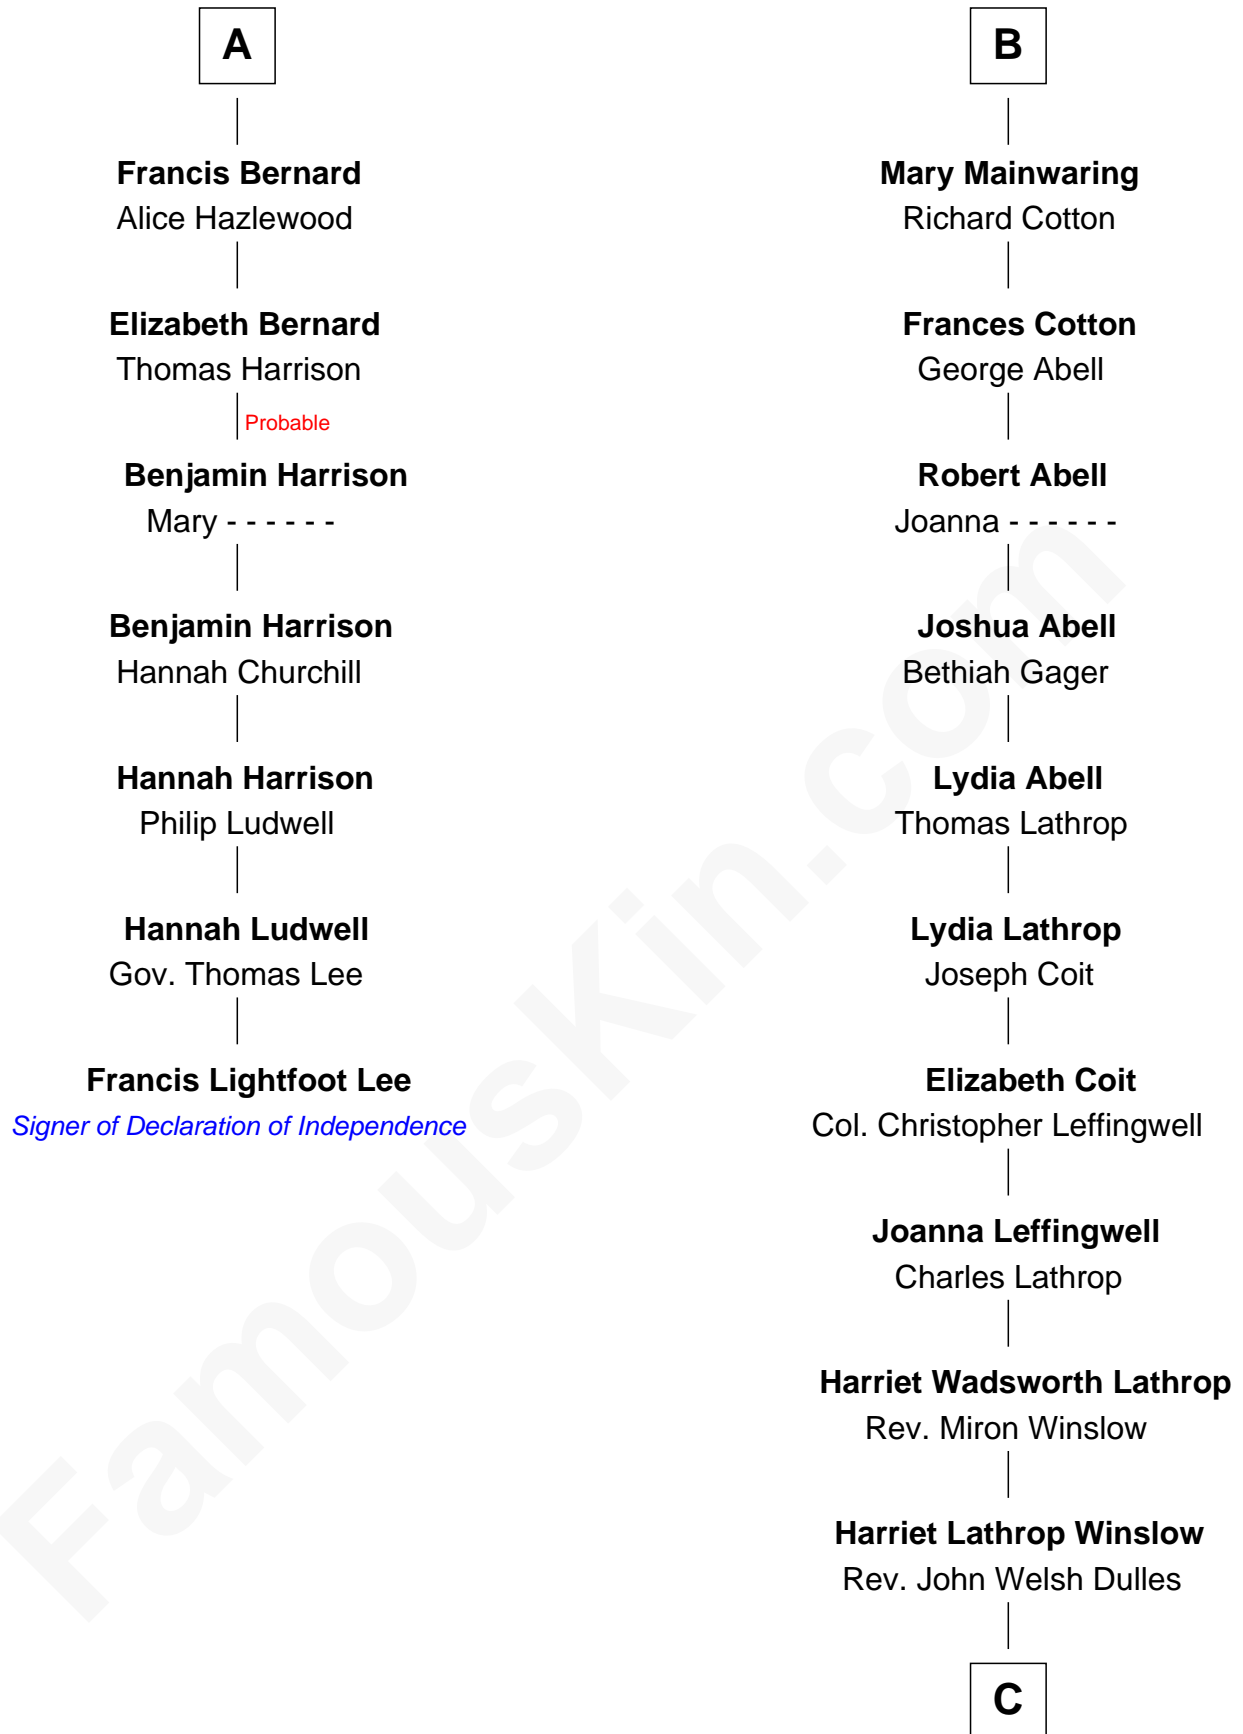 A
Francis Bernard
Alice Hazlewood
Elizabeth Bernard
Thomas Harrison
Probable
Benjamin Harrison
Mary - - - - - -
Benjamin Harrison
Hannah Churchill
Hannah Harrison
Philip Ludwell
Hannah Ludwell
Gov. Thomas Lee
Francis Lightfoot Lee
Signer of Declaration of Independence
B
Mary Mainwaring
Richard Cotton
Frances Cotton
George Abell
Robert Abell
Joanna - - - - - -
Joshua Abell
Bethiah Gager
Lydia Abell
Thomas Lathrop
Lydia Lathrop
Joseph Coit
Elizabeth Coit
Col. Christopher Leffingwell
Joanna Leffingwell
Charles Lathrop
Harriet Wadsworth Lathrop
Rev. Miron Winslow
Harriet Lathrop Winslow
Rev. John Welsh Dulles
C
FamousKin.com